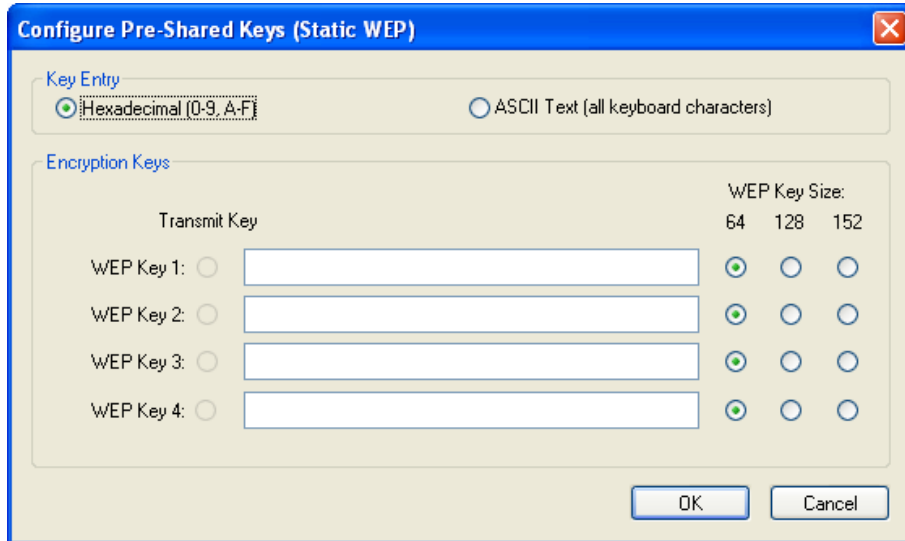 Configure Pre-Shared Keys (Static WEP)
Key Entry
Hexadecimal (0-9, A-F) ASCII Text (all keyboard characters)
Encryption Keys
WEP Key Size:
Transmit Key 64 128 152
WEP Key 1:
WEP Key 2:
WEP Key 3:
WEP Key 4:
OK Cancel